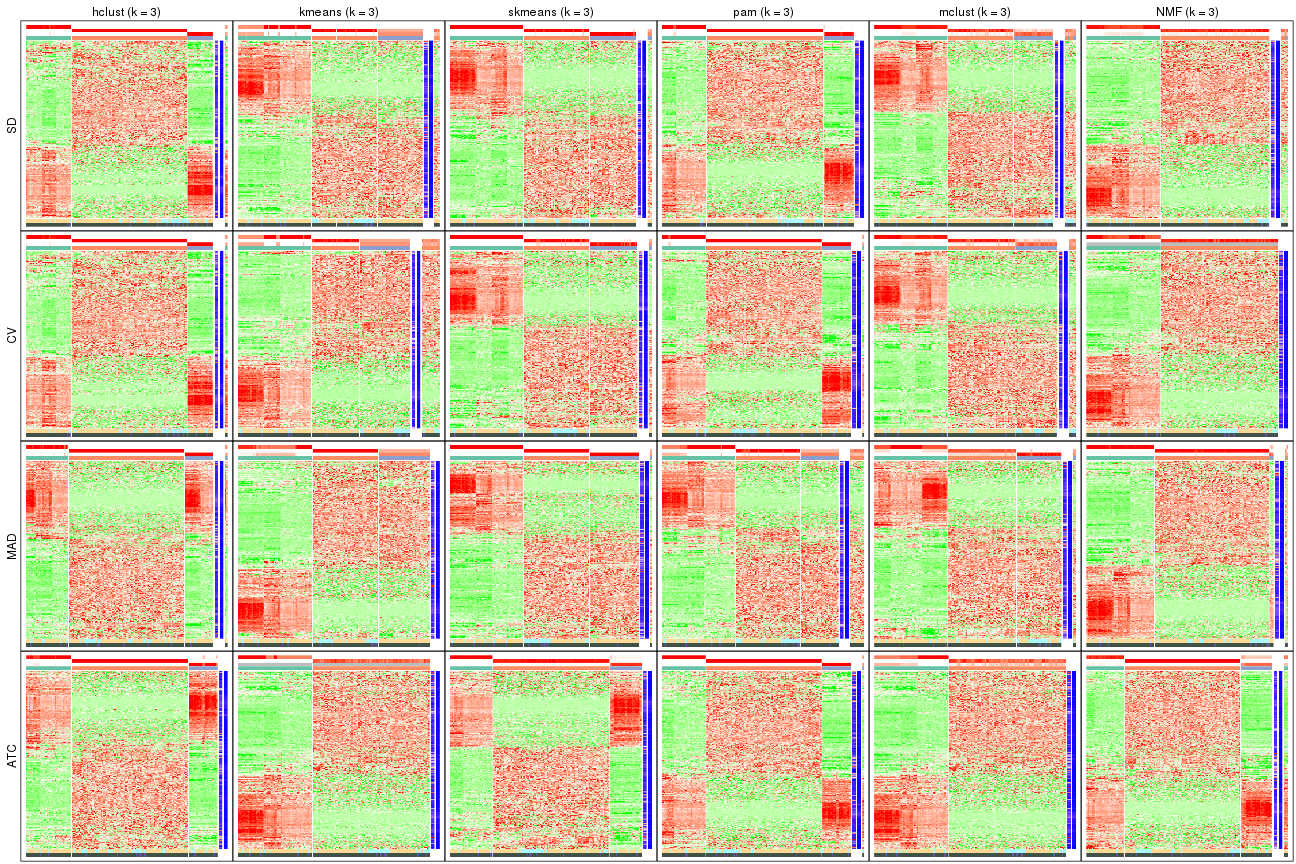 hclust (k = 3)
kmeans (k = 3)
skmeans (k = 3)
pam (k = 3)
mclust (k = 3)
NMF (k = 3)
SD
CV
MAD
ATC